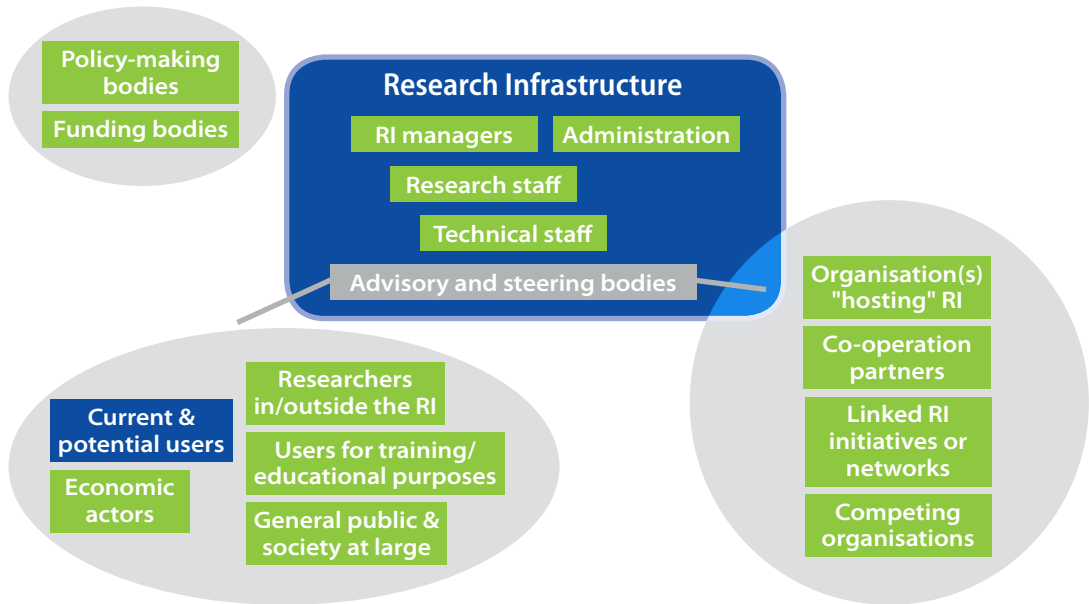 Policy-making
bodies
Funding bodies
Research Infrastructure
RI managers
Administration
Research staff
Technical staff
Advisory and steering bodies
Organisation(s)
"hosting" RI
Co-operation
partners
Linked RI
initiatives or
networks
Competing
organisations
Current &
potential users
Economic
actors
Researchers
in/outside the RI
Users for training/
educational purposes
General public &
society at large